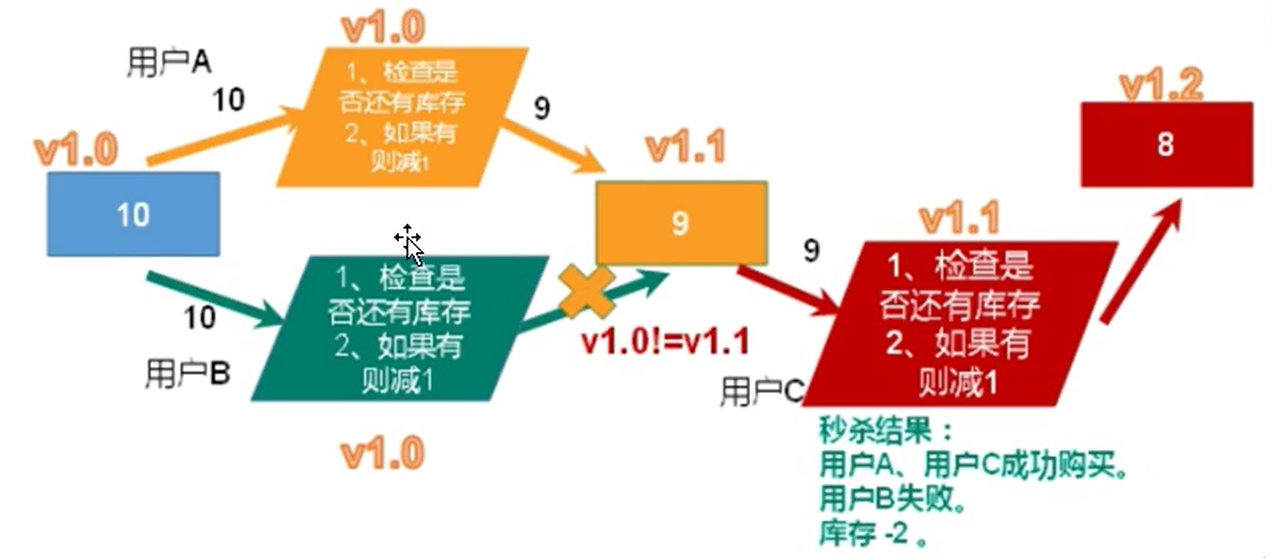 v1.0
用户A
10
1、检查是
否还有库存
2、如果有
则减1
9
v1.0
10
v1.1
9
v1.2
8
10
用户B
1、检查是
否还有库存
2、如果有
则减1
v1.0
v1.0!=v1.1
9
用户C
v1.1
1、检查是
否还有库存
2、如果有
则减1
秒杀结果：
用户A、用户C成功购买。
用户B失败。
库存 -2 。